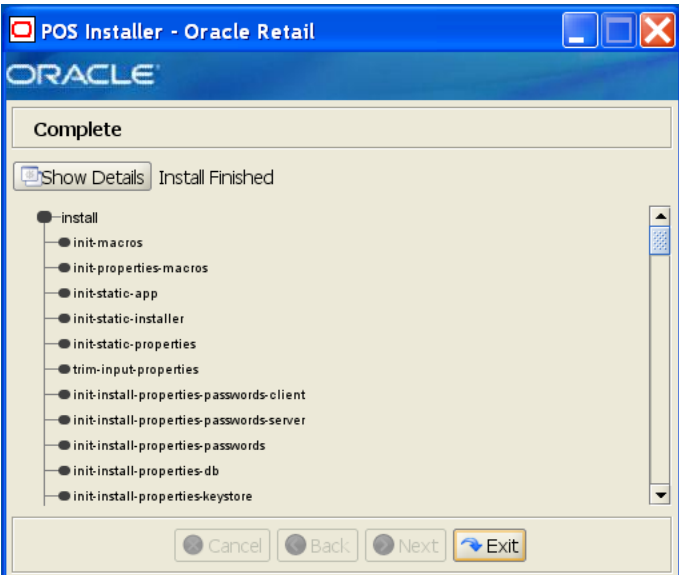 POS Installer - Oracle Retail
ORACLE
Complete
Show Details Install Finished
install
init-macros
init-properties-macros
init-static-app
init-static-installer
init-static-properties
trim-input-properties
init-install-properties-passwords-client
init-install-properties-passwords-server
init-install-properties-passwords
init-install-properties-db
init-install-properties-keystore
Cancel Back Next Exit